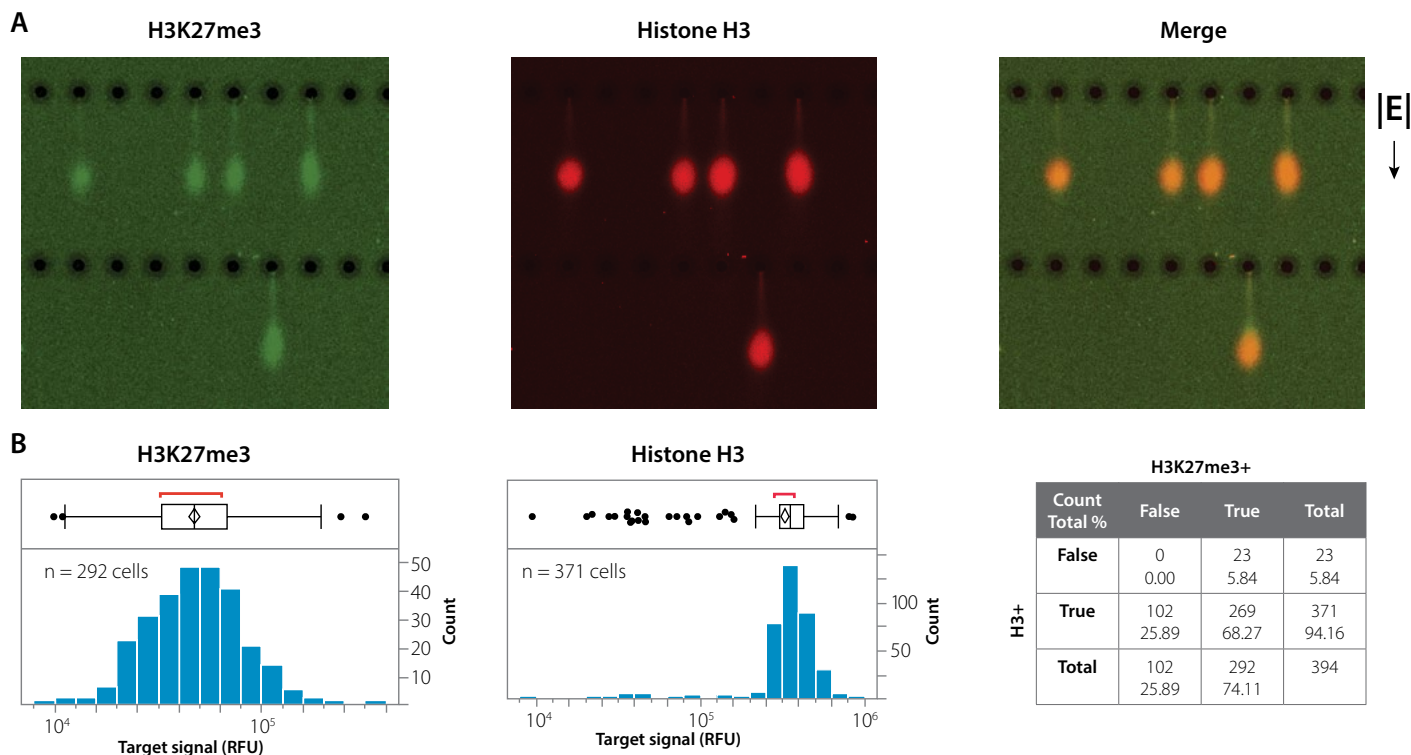 A
H3K27me3
Histone H3
Merge
|E|
B
H3K27me3
n = 292 cells
50
40
30
20
10
Count
10⁴
10⁵
Target signal (RFU)
Histone H3
n = 371 cells
100
50
Count
10⁴
10⁵
10⁶
Target signal (RFU)
H3K27me3+
H3+
Count
Total %
False
True
Total
False
0
0.00
23
5.84
23
5.84
True
102
25.89
269
68.27
371
94.16
Total
102
25.89
292
74.11
394